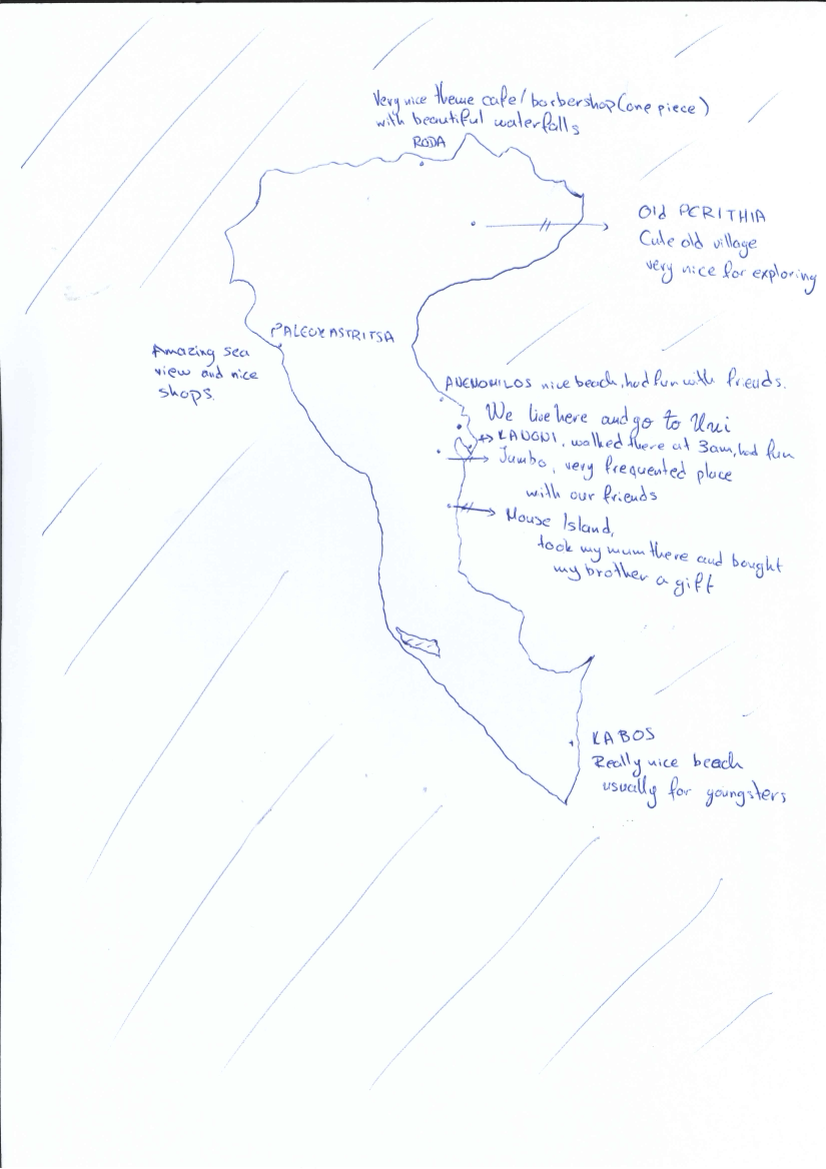 Very nice theme cafe/barbershop(one piece)
with beautiful waterfalls
RODA
Old PERITHIA
Cute old village
very nice for exploring
PALEOKASTRITSA
Amazing sea
view and nice
shops.
ANEMOMILOS nice beach, had fun with friends.
We live here and go to Uni
KANONI, walked there at 3am, had fun
Jumbo, very frequented place
with our friends
Mouse Island,
took my mum there and bought
my brother a gift
KABOS
Really nice beach
usually for youngsters